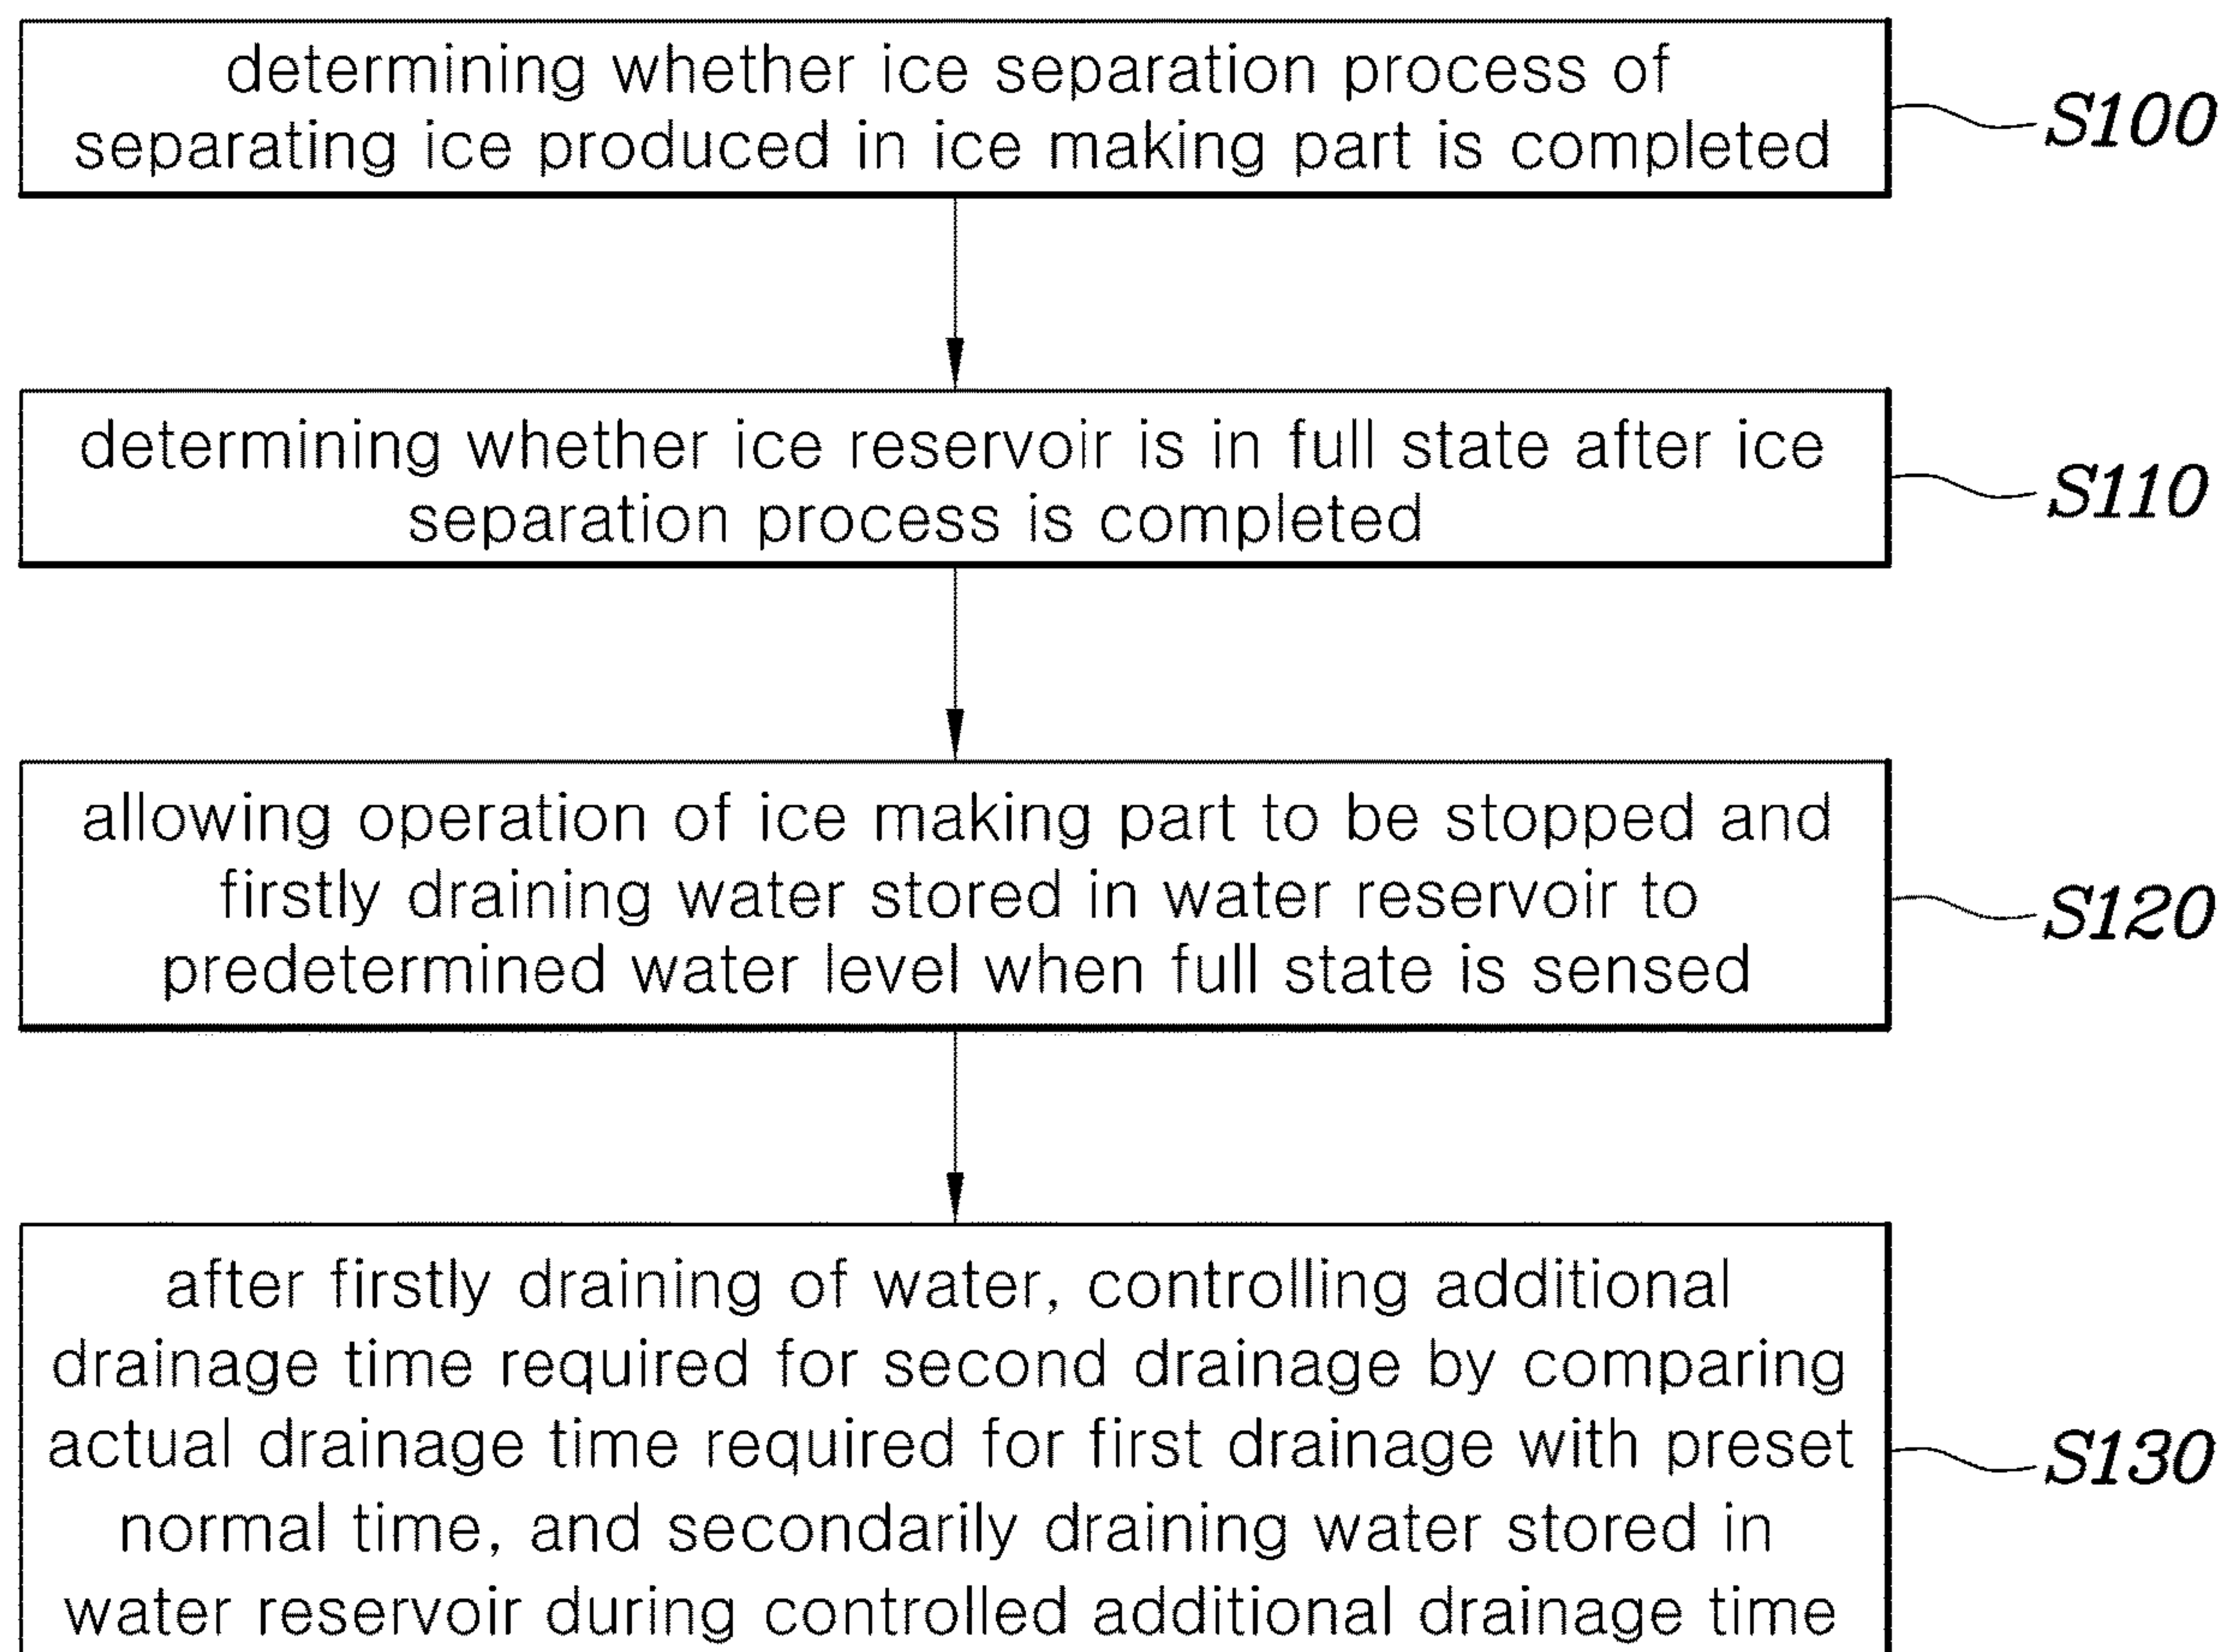 determining whether ice separation process of
separating ice produced in ice making part is completed
S100
determining whether ice reservoir is in full state after ice
separation process is completed
S110
allowing operation of ice making part to be stopped and
firstly draining water stored in water reservoir to
predetermined water level when full state is sensed
S120
after firstly draining of water, controlling additional
drainage time required for second drainage by comparing
actual drainage time required for first drainage with preset
normal time, and secondarily draining water stored in
water reservoir during controlled additional drainage time
S130